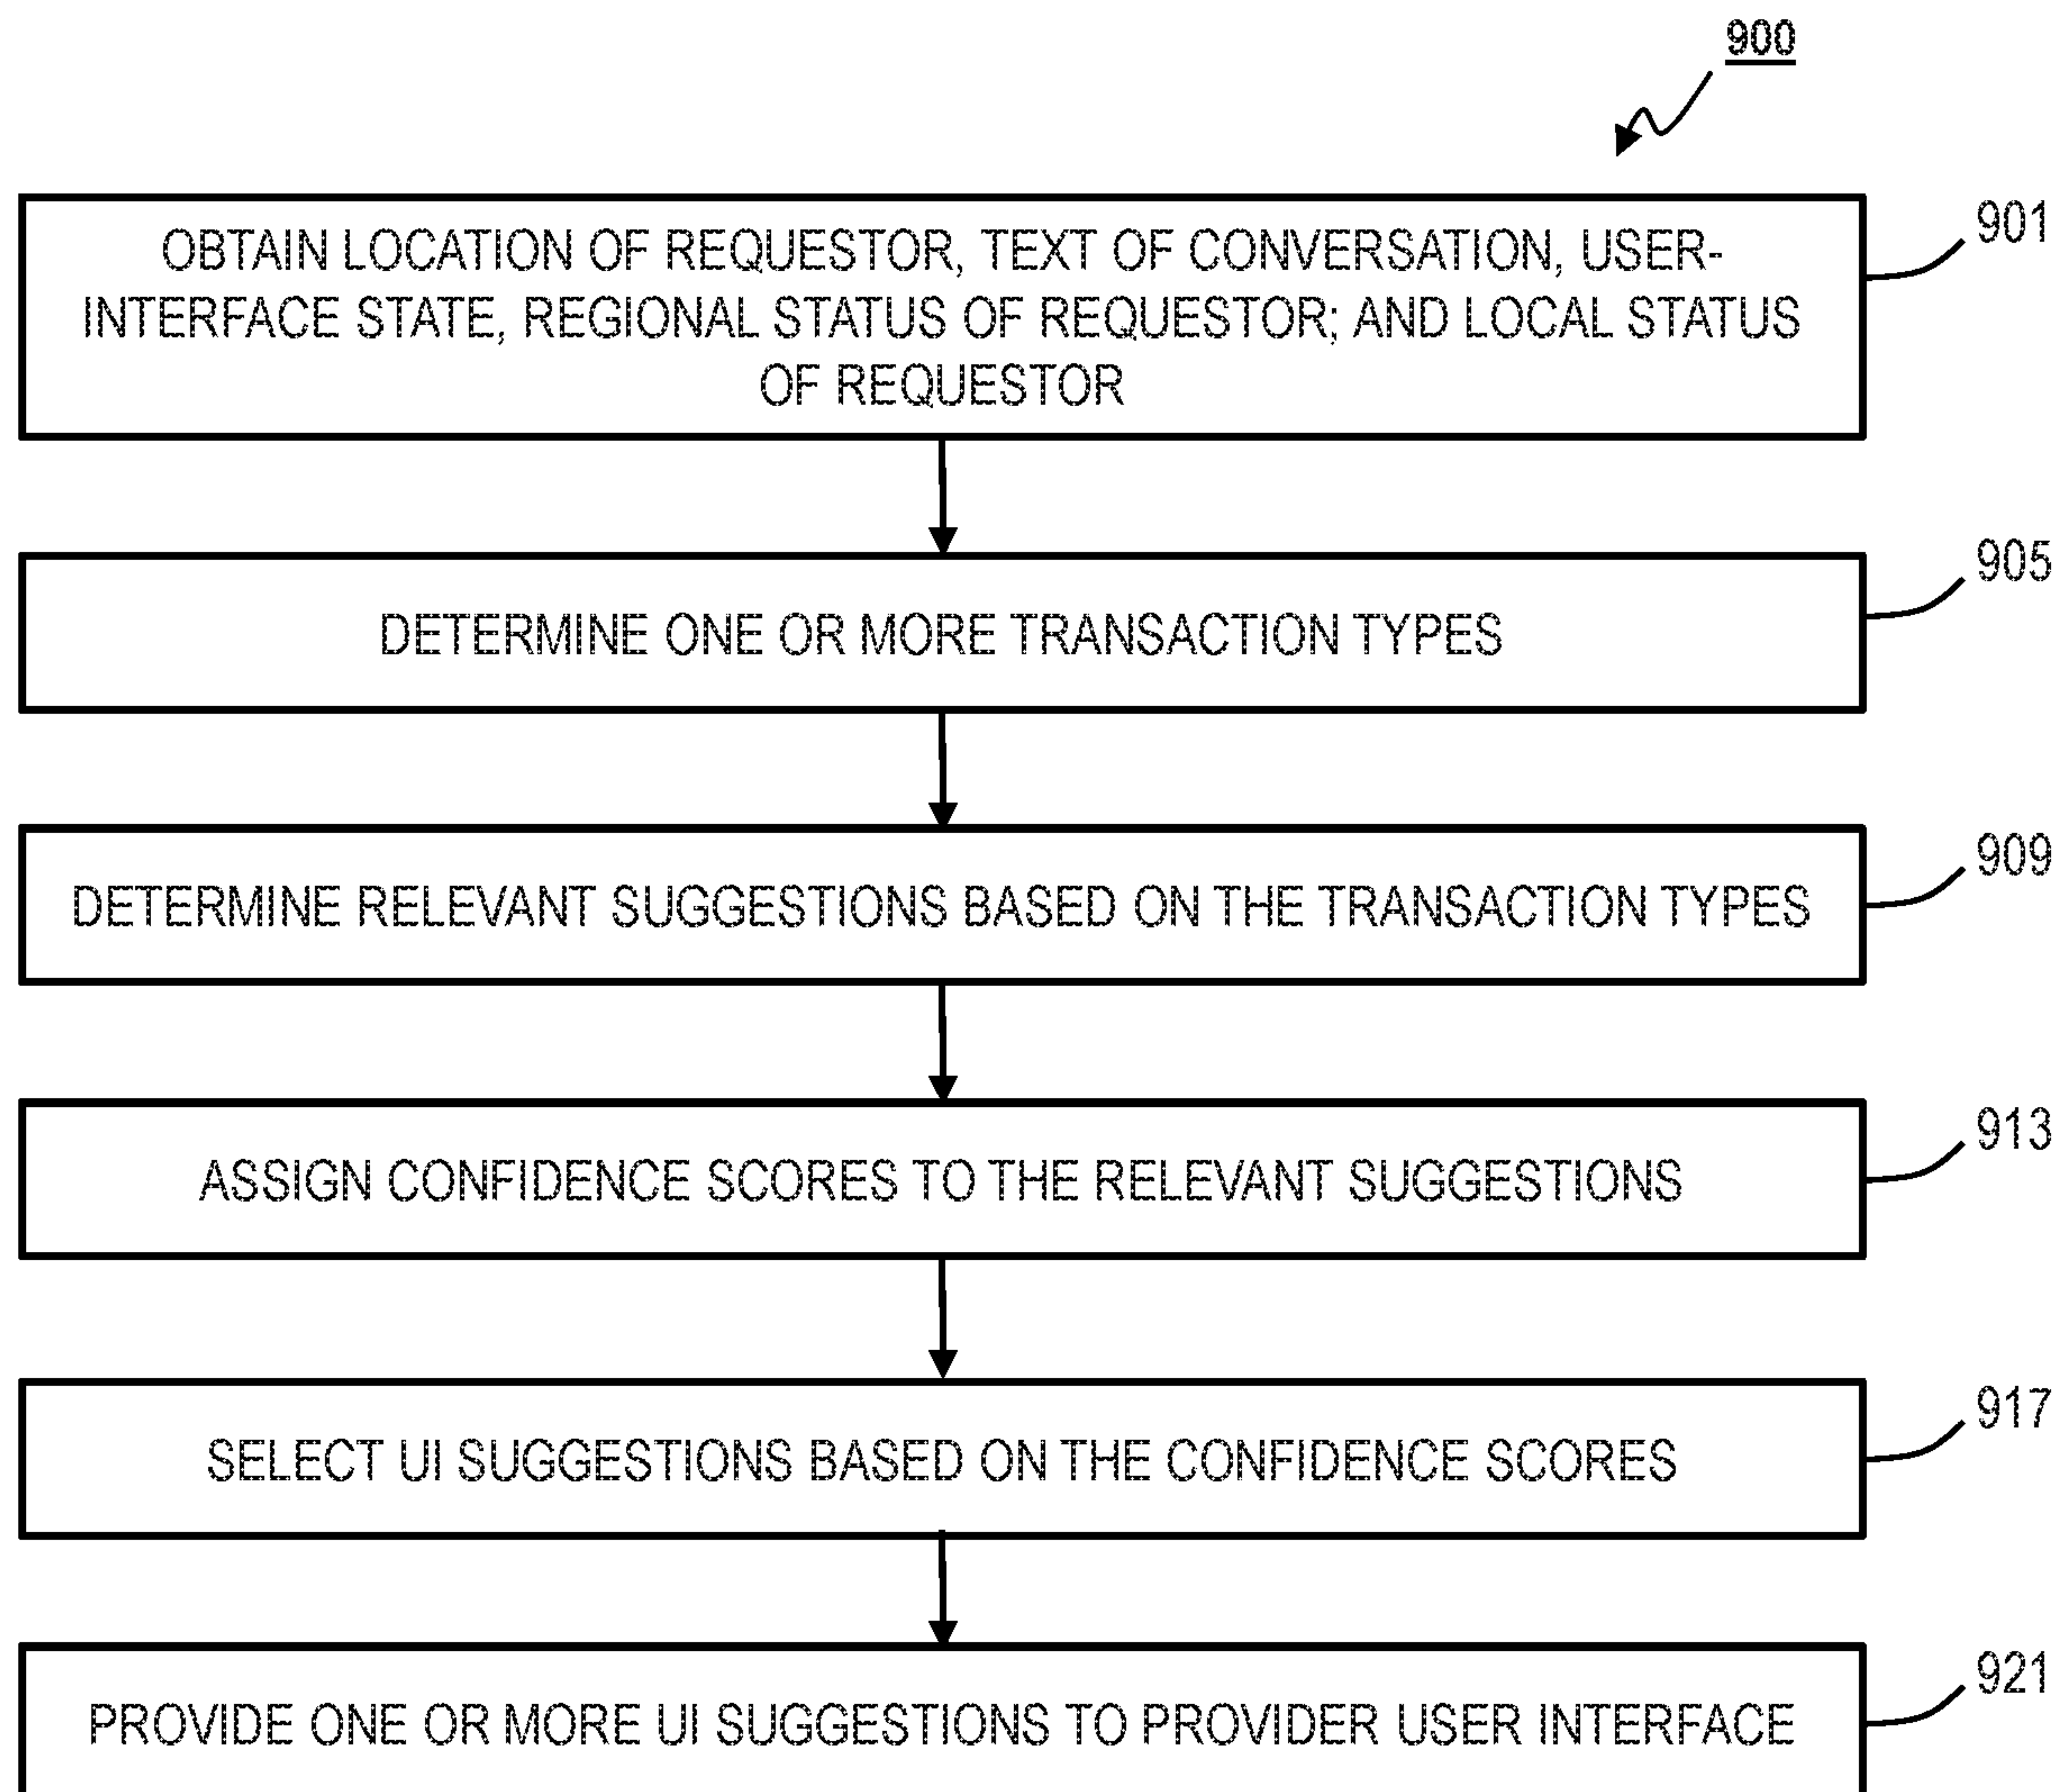 900
OBTAIN LOCATION OF REQUESTOR, TEXT OF CONVERSATION, USER-
INTERFACE STATE, REGIONAL STATUS OF REQUESTOR; AND LOCAL STATUS
OF REQUESTOR
901
DETERMINE ONE OR MORE TRANSACTION TYPES
905
DETERMINE RELEVANT SUGGESTIONS BASED ON THE TRANSACTION TYPES
909
ASSIGN CONFIDENCE SCORES TO THE RELEVANT SUGGESTIONS
913
SELECT UI SUGGESTIONS BASED ON THE CONFIDENCE SCORES
917
PROVIDE ONE OR MORE UI SUGGESTIONS TO PROVIDER USER INTERFACE
921